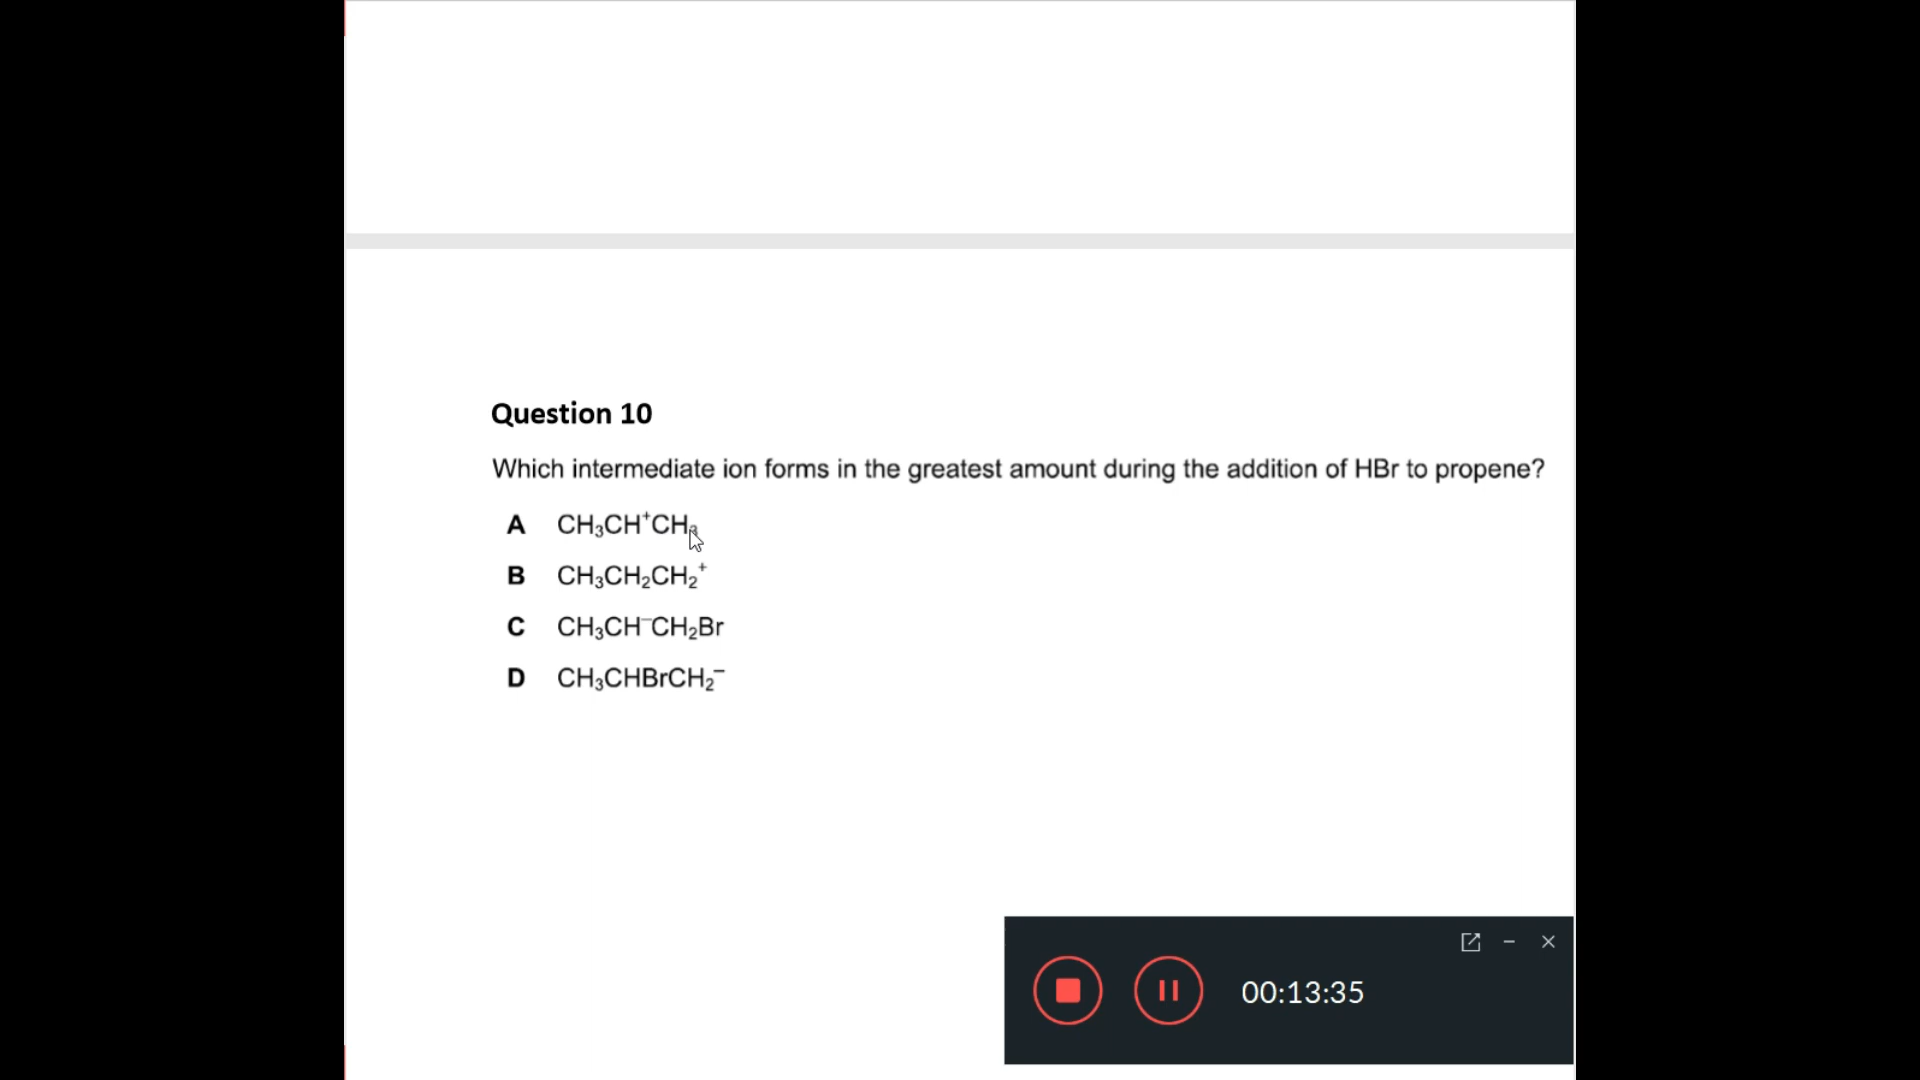 Question 10
Which intermediate ion forms in the greatest amount during the addition of HBr to propene?
A CH₃CH⁺CH₃
B CH₃CH₂CH₂⁺
C CH₃CH⁻CH₂Br
D CH₃CHBrCH₂⁻
00:13:35